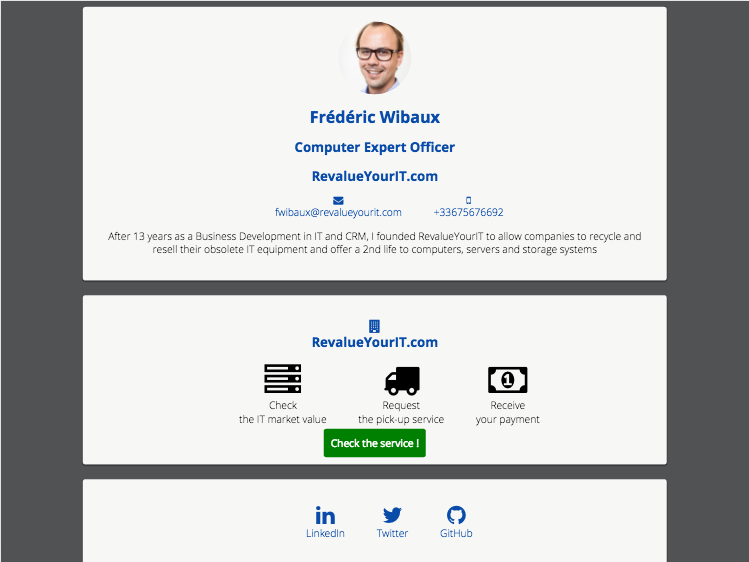 Frédéric Wibaux
Computer Expert Officer
RevalueYourIT.com
fwibaux@revalueyourit.com +33675676692
After 13 years as a Business Development in IT and CRM, I founded RevalueYourIT to allow companies to recycle and
resell their obsolete IT equipment and offer a 2nd life to computers, servers and storage systems
RevalueYourIT.com
1
Check Request Receive
the IT market value the pick-up service your payment
Check the service !
in
LinkedIn Twitter GitHub